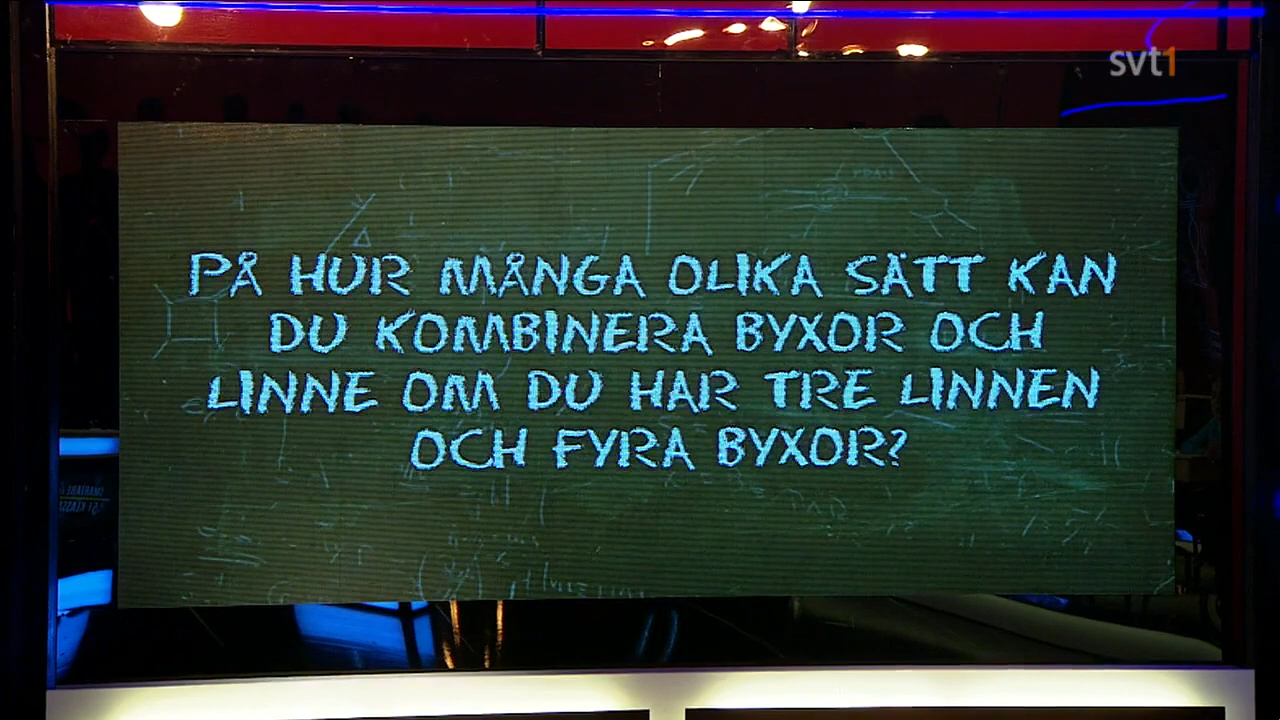 svt1
PÅ HUR MÅNGA OLIKA SÄTT KAN
DU KOMBINERA BYXOR OCH
LINNE OM DU HAR TRE LINNEN
OCH FYRA BYXOR?